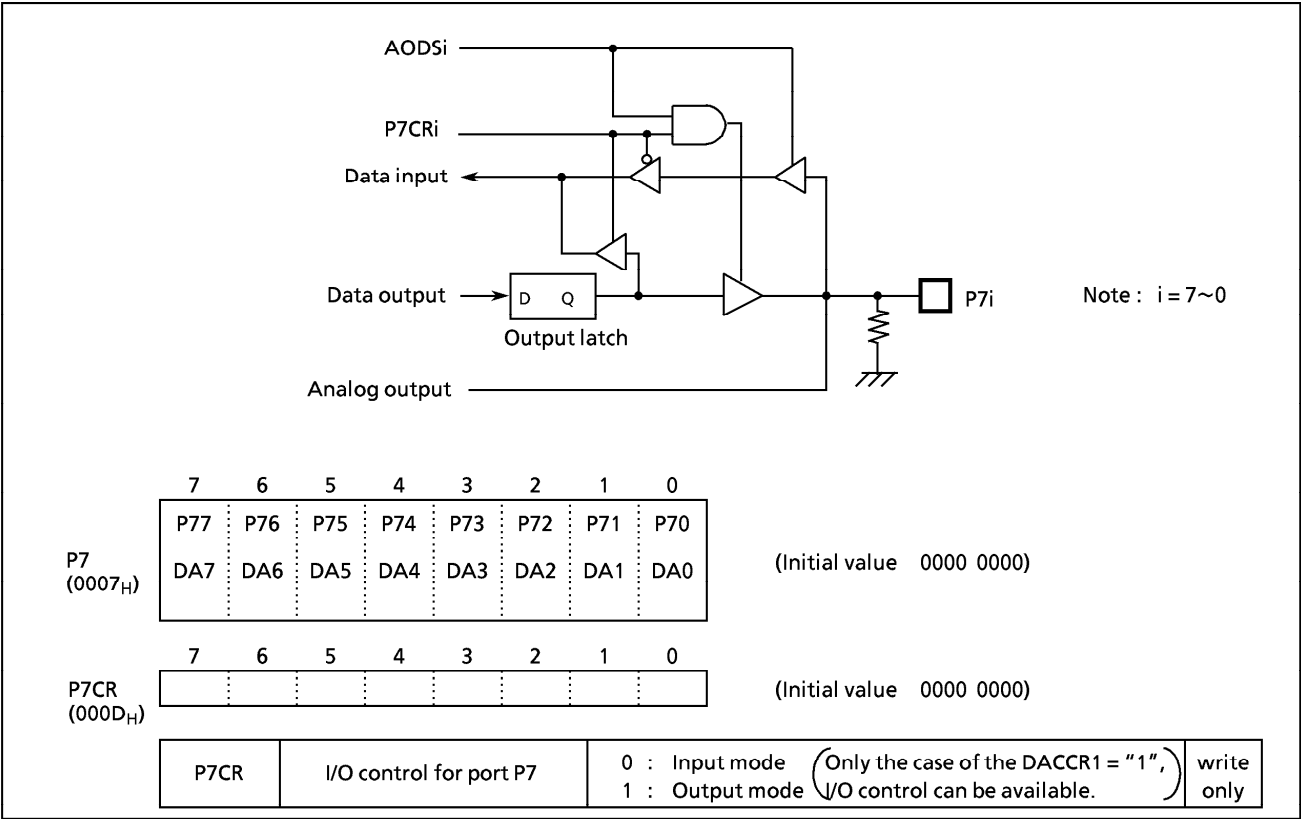 AODSi
P7CRi
Data input
Data output
D Q
P7i
Note : i = 7~0
Output latch
Analog output
7 6 5 4 3 2 1 0
P77 P76 P75 P74 P73 P72 P71 P70
P7
(0007H)
DA7 DA6 DA5 DA4 DA3 DA2 DA1 DA0
(Initial value 0000 0000)
7 6 5 4 3 2 1 0
P7CR
(000DH)
(Initial value 0000 0000)
P7CR
I/O control for port P7
0 : Input mode (Only the case of the DACCR1 = "1",
1 : Output mode I/O control can be available.)
write
only